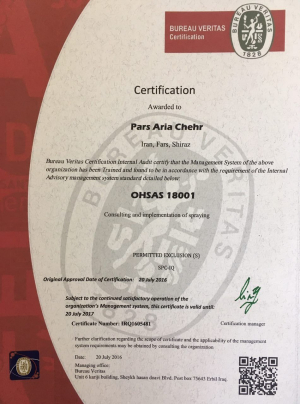 BUREAU VERITAS
Certification
BUREAU VERITAS
1828
Certification
Awarded to
Pars Aria Chehr
Iran, Fars, Shiraz
Bureau Veritas Certification Internal Audit certify that the Management System of the above
organization has been Trained and found to be in accordance with the requirement of the Internal
Advisory management system standard detailed below:
OHSAS 18001
Consulting and implementation of spraying
PERMITTED EXCLUSION (S)
Original Approval Date of Certification: 20 July 2016
Subject to the continued satisfactory operation of the
organization's Management system, this certificate is valid until:
20 July 2017
Certificate Number: IRQ1605481
Certification manager
Further clarification regarding the scope of certificate and the applicability of the management
system requirements may be obtained by consulting the organization.
Date: 20 July 2016
Managing office:
Bureau Veritas